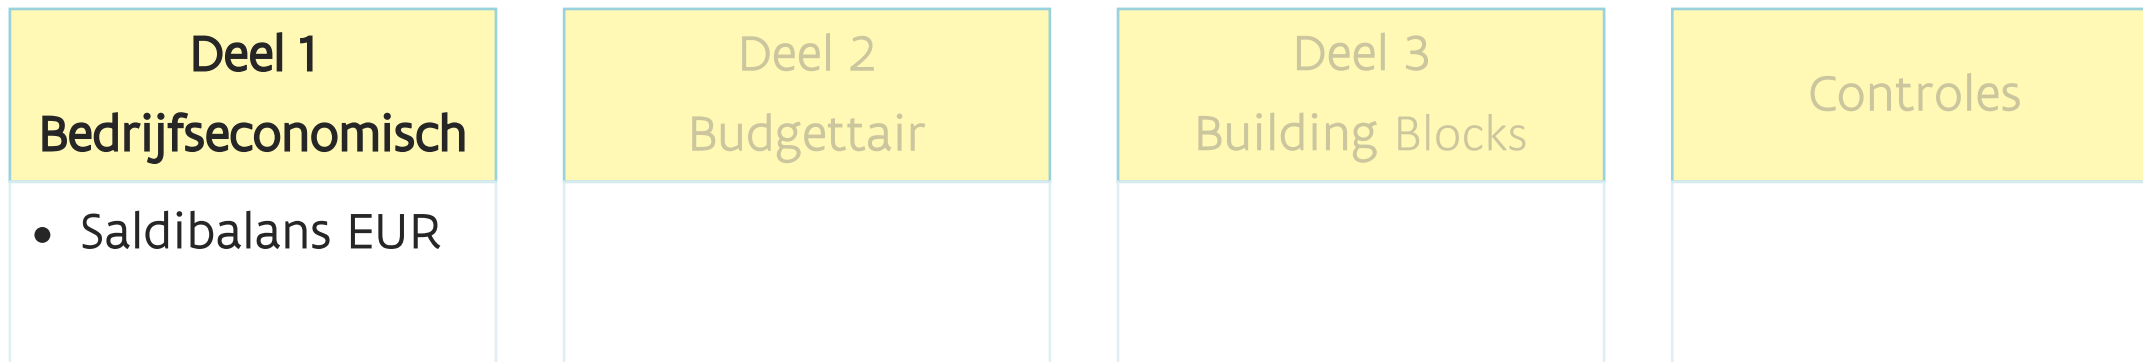 Deel 1
Bedrijfseconomisch
• Saldibalans EUR
Deel 2
Budgettair
Deel 3
Building Blocks
Controles